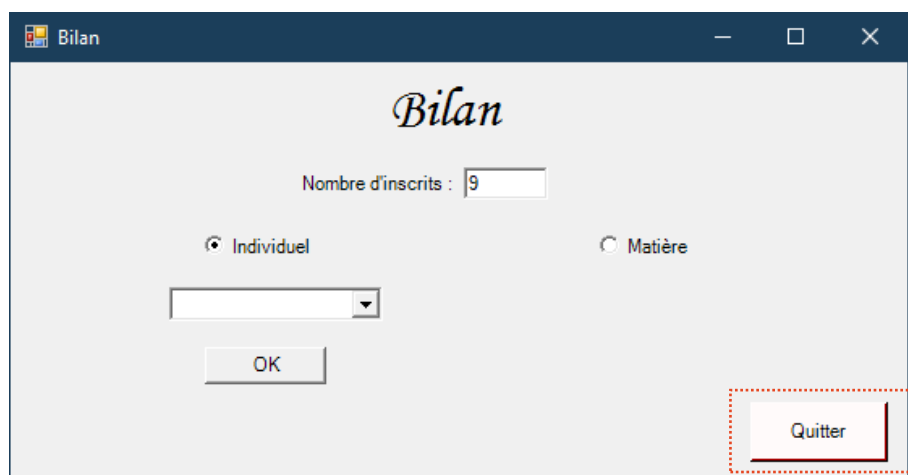 Bilan
Bilan
Nombre d'inscrits : 9
Individuel Matière
OK
Quitter